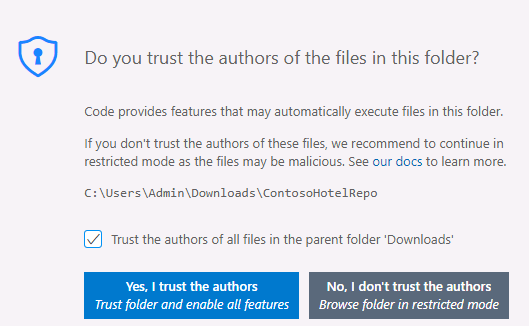 Do you trust the authors of the files in this folder?
Code provides features that may automatically execute files in this folder.
If you don't trust the authors of these files, we recommend to continue in
restricted mode as the files may be malicious. See our docs to learn more.
C:\Users\Admin\Downloads\ContosoHotelRepo
Trust the authors of all files in the parent folder 'Downloads'
Yes, I trust the authors
Trust folder and enable all features
No, I don't trust the authors
Browse folder in restricted mode